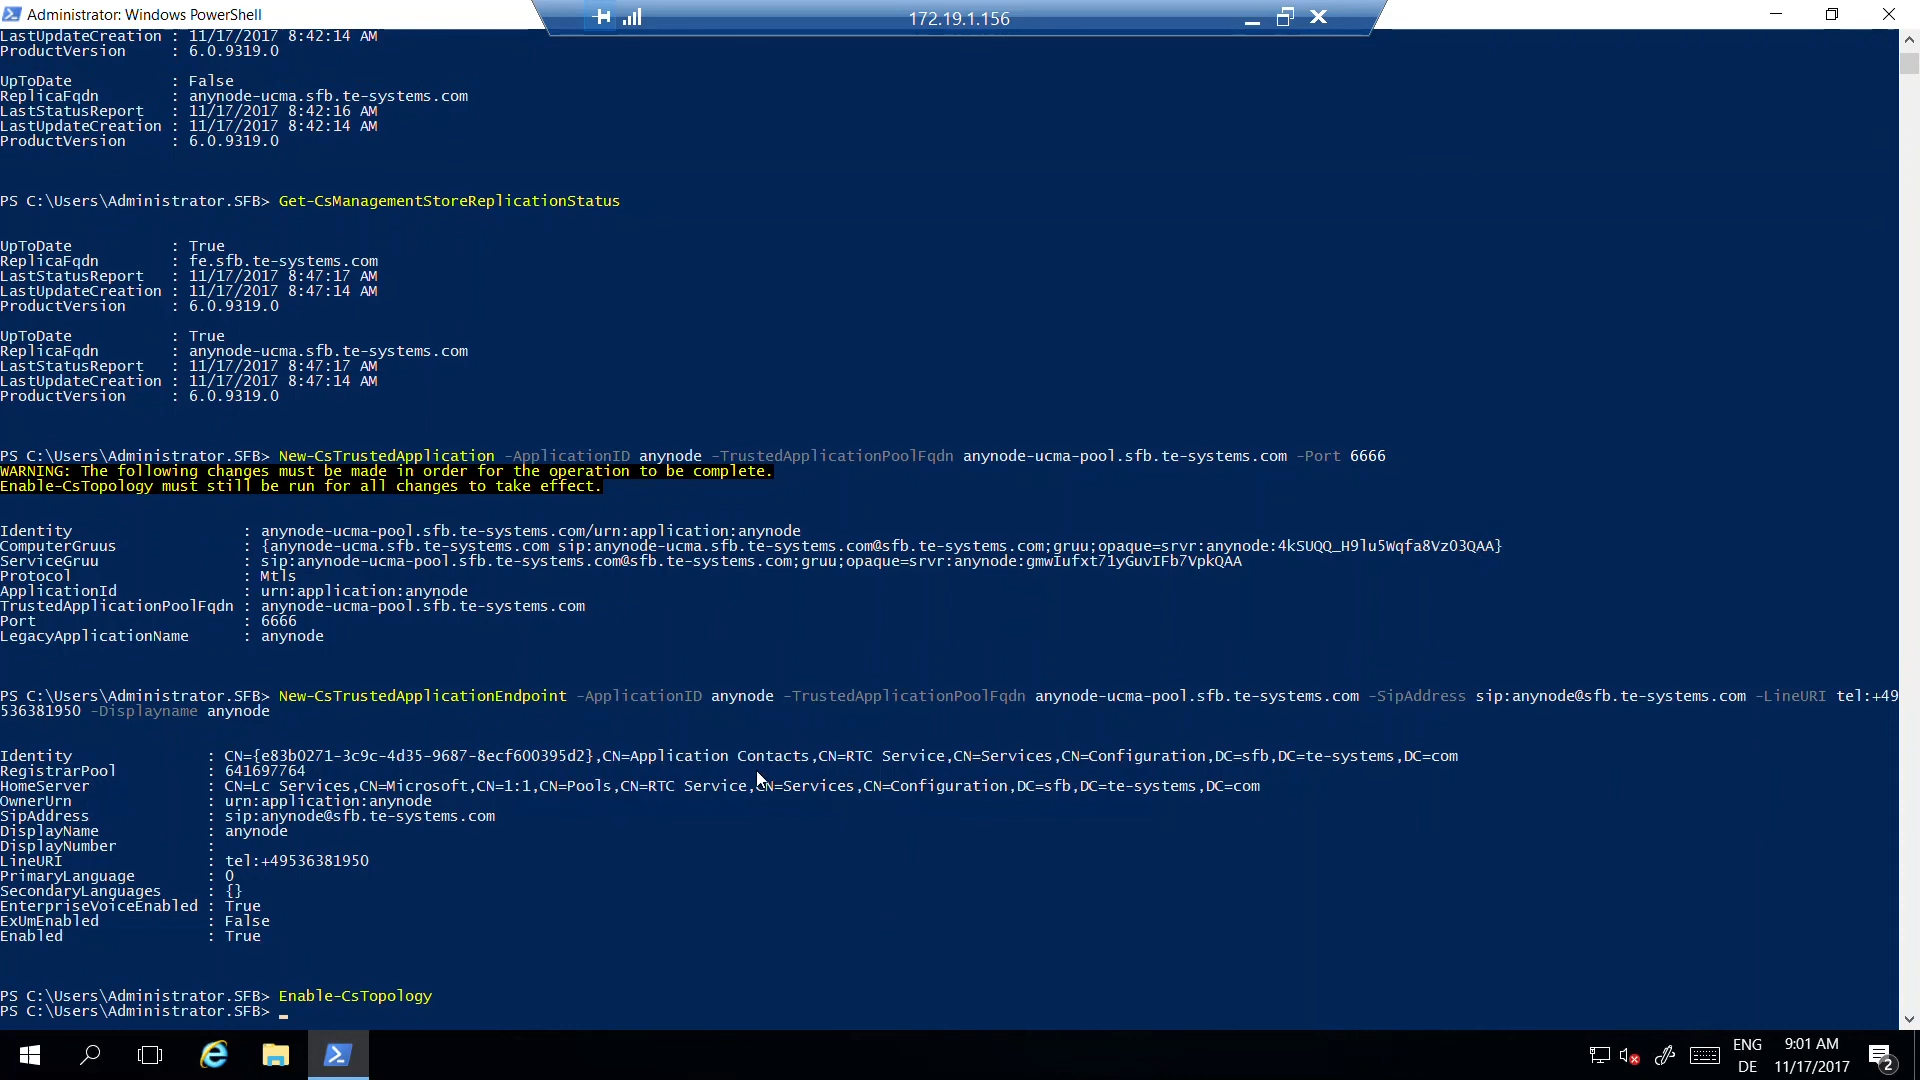 Administrator: Windows PowerShell
172.19.1.156
LastUpdateCreation : 11/17/2017 8:42:14 AM
ProductVersion     : 6.0.9319.0
UpToDate           : False
ReplicaFqdn        : anynode-ucma.sfb.te-systems.com
LastStatusReport   : 11/17/2017 8:42:16 AM
LastUpdateCreation : 11/17/2017 8:42:14 AM
ProductVersion     : 6.0.9319.0
PS C:\Users\Administrator.SFB> Get-CsManagementStoreReplicationStatus
UpToDate           : True
ReplicaFqdn        : fe.sfb.te-systems.com
LastStatusReport   : 11/17/2017 8:47:17 AM
LastUpdateCreation : 11/17/2017 8:47:14 AM
ProductVersion     : 6.0.9319.0
UpToDate           : True
ReplicaFqdn        : anynode-ucma.sfb.te-systems.com
LastStatusReport   : 11/17/2017 8:47:17 AM
LastUpdateCreation : 11/17/2017 8:47:14 AM
ProductVersion     : 6.0.9319.0
PS C:\Users\Administrator.SFB> New-CsTrustedApplication -ApplicationID anynode -TrustedApplicationPoolFqdn anynode-ucma-pool.sfb.te-systems.com -Port 6666
WARNING: The following changes must be made in order for the operation to be complete.
Enable-CsTopology must still be run for all changes to take effect.
Identity                   : anynode-ucma-pool.sfb.te-systems.com/urn:application:anynode
ComputerGruus              : {anynode-ucma.sfb.te-systems.com sip:anynode-ucma.sfb.te-systems.com@sfb.te-systems.com;gruu;opaque=srvr:anynode:4kSUQQ_H9lu5Wqfa8Vz03QAA}
ServiceGruu                : sip:anynode-ucma-pool.sfb.te-systems.com@sfb.te-systems.com;gruu;opaque=srvr:anynode:gmwIufxt71yGuvIFb7VpkQAA
Protocol                   : Mtls
ApplicationId              : urn:application:anynode
TrustedApplicationPoolFqdn : anynode-ucma-pool.sfb.te-systems.com
Port                       : 6666
LegacyApplicationName      : anynode
PS C:\Users\Administrator.SFB> New-CsTrustedApplicationEndpoint -ApplicationID anynode -TrustedApplicationPoolFqdn anynode-ucma-pool.sfb.te-systems.com -SipAddress sip:anynode@sfb.te-systems.com -LineURI tel:+49
536381950 -Displayname anynode
Identity               : CN={e83b0271-3c9c-4d35-9687-8ecf600395d2},CN=Application Contacts,CN=RTC Service,CN=Services,CN=Configuration,DC=sfb,DC=te-systems,DC=com
RegistrarPool          : 641697764
HomeServer             : CN=Lc Services,CN=Microsoft,CN=1:1,CN=Pools,CN=RTC Service,CN=Services,CN=Configuration,DC=sfb,DC=te-systems,DC=com
OwnerUrn               : urn:application:anynode
SipAddress             : sip:anynode@sfb.te-systems.com
DisplayName            : anynode
DisplayNumber          :
LineURI                : tel:+49536381950
PrimaryLanguage        : 0
SecondaryLanguages     : {}
EnterpriseVoiceEnabled : True
ExUmEnabled            : False
Enabled                : True
PS C:\Users\Administrator.SFB> Enable-CsTopology
PS C:\Users\Administrator.SFB> _
ENG
DE
9:01 AM
11/17/2017
2